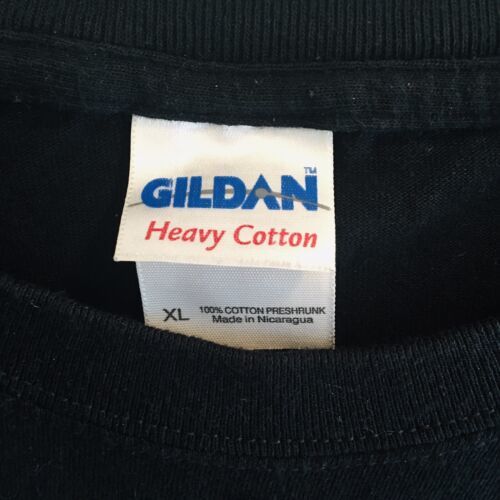 GILDAN™
Heavy Cotton
XL
100% COTTON PRESHRUNK
Made in Nicaragua